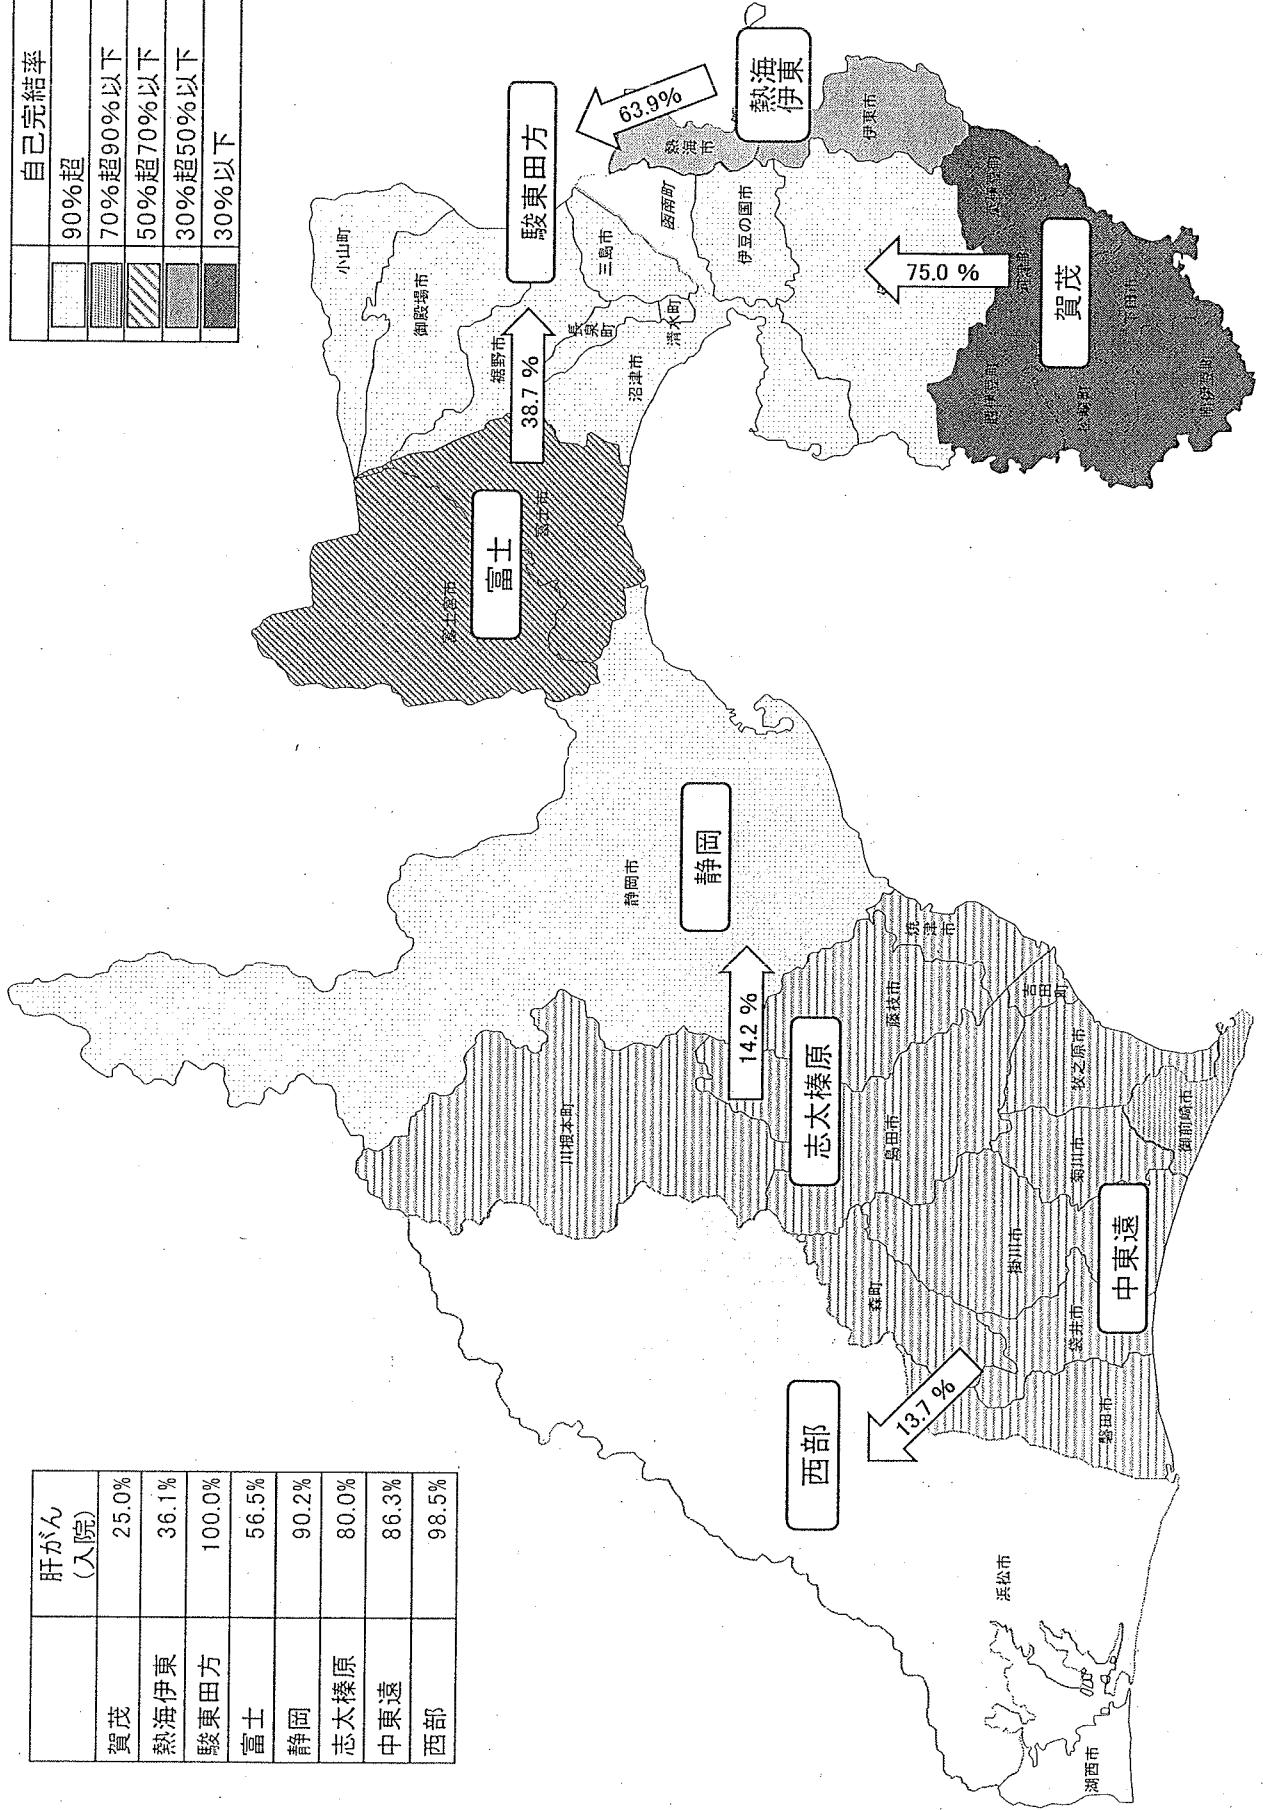 肝がん
(入院)
賀茂 25.0%
熱海伊東 36.1%
駿東田方 100.0%
富士 56.5%
静岡 90.2%
志太榛原 80.0%
中東遠 86.3%
西部 98.5%
自己完結率
90%超
70%超90%以下
50%超70%以下
30%超50%以下
30%以下
小山町
御殿場市
裾野市
長泉町
三島市
函南町
清水町
沼津市
伊豆の国市
熱海市
伊東市
駿東田方
熱海
伊東
63.9%
38.7 %
75.0 %
賀茂
下田市
富士
富士宮市
富士市
静岡
静岡市
14.2 %
志太榛原
川根本町
島田市
藤枝市
焼津市
吉田町
牧之原市
御前崎市
菊川市
掛川市
森町
袋井市
磐田市
中東遠
13.7 %
西部
浜松市
湖西市